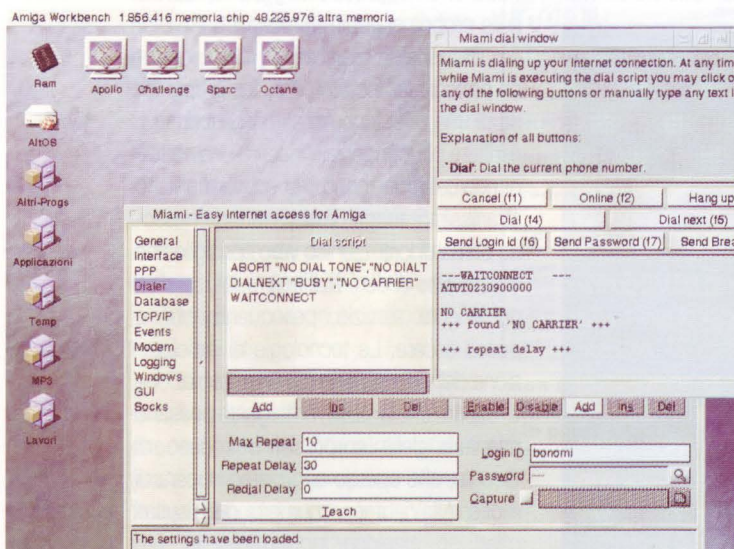 Amiga Workbench 1.856.416 memoria chip 48.225.976 altra memoria
Ram
Apollo
Challenge
Sparc
Octane
AltOS
Altri-Progs
Applicazioni
Temp
MP3
Lavori
Miami dial window
Miami is dialing up your Internet connection. At any tim
while Miami is executing the dial script you may click o
any of the following buttons or manually type any text i
the dial window.
Explanation of all buttons:
`Dial': Dial the current phone number.
Cancel (f1)
Online (f2)
Hang up
Dial (f4)
Dial next (f5)
Send Login id (f6)
Send Password (f7)
Send Brea
---WAITCONNECT ---
ATDT0230900000
NO CARRIER
+++ found 'NO CARRIER' +++
+++ repeat delay +++
Miami - Easy Internet access for Amiga
General
Interface
PPP
Dialer
Database
TCP/IP
Events
Modem
Logging
Windows
GUI
Socks
Dial script
ABORT "NO DIAL TONE","NO DIALT
DIALNEXT "BUSY","NO CARRIER"
WAITCONNECT
Add
Ins
Del
Enable
Disable
Add
Ins
Del
Max Repeat 10
Repeat Delay 30
Redial Delay 0
Teach
Login ID bonomi
Password ---
Capture
The settings have been loaded.